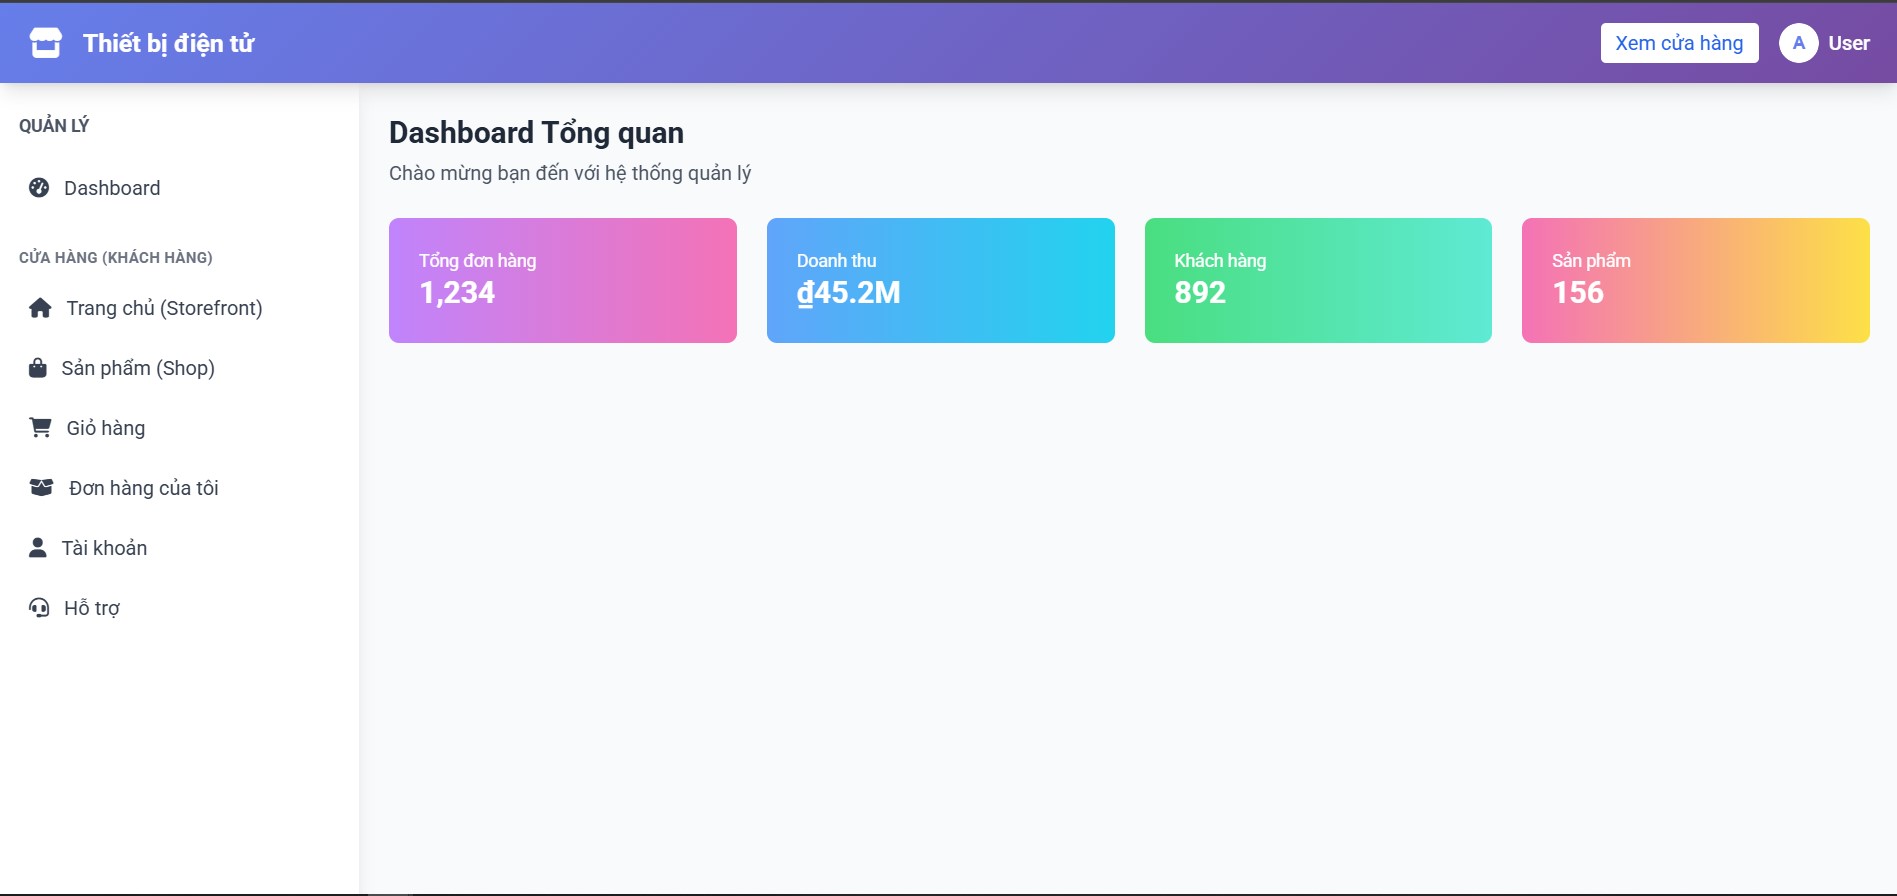 Thiết bị điện tử
Xem cửa hàng
A
User
QUẢN LÝ
Dashboard
CỬA HÀNG (KHÁCH HÀNG)
Trang chủ (Storefront)
Sản phẩm (Shop)
Giỏ hàng
Đơn hàng của tôi
Tài khoản
Hỗ trợ
Dashboard Tổng quan
Chào mừng bạn đến với hệ thống quản lý
Tổng đơn hàng
1,234
Doanh thu
₫45.2M
Khách hàng
892
Sản phẩm
156